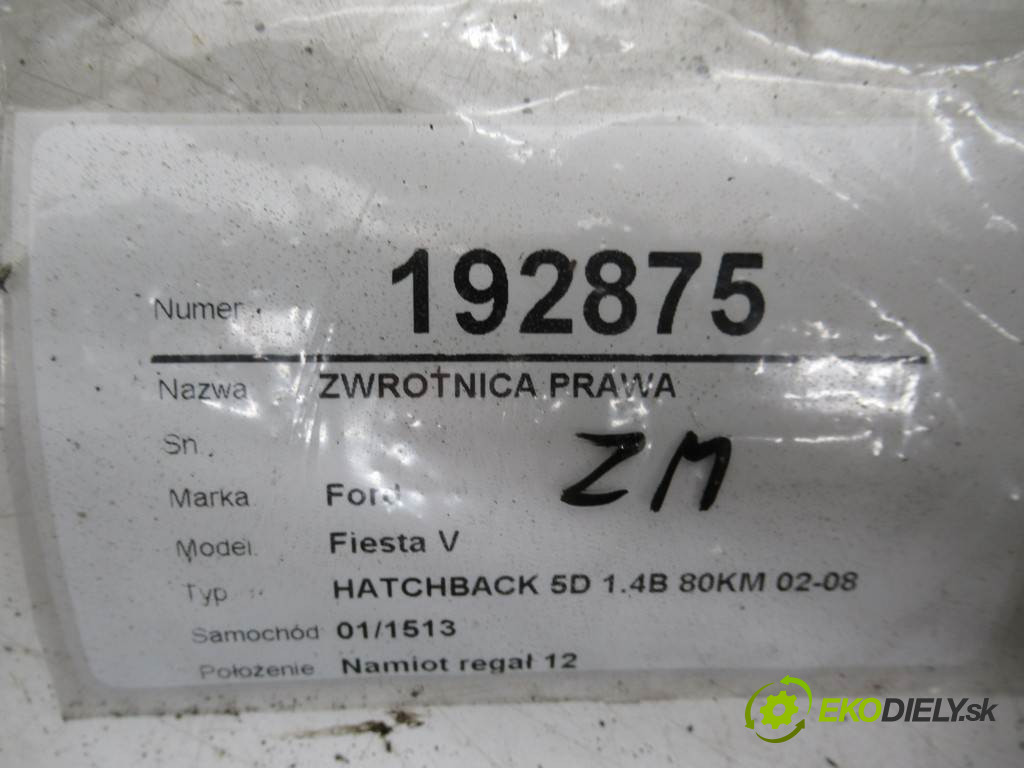 Numer 192875
Nazwa ZWROTNICA PRAWA
Sn
ZM
Marka Ford
Model Fiesta V
Typ HATCHBACK 5D 1.4B 80KM 02-08
Samochód 01/1513
Położenie Namiot regał 12
EKODIELY.sk